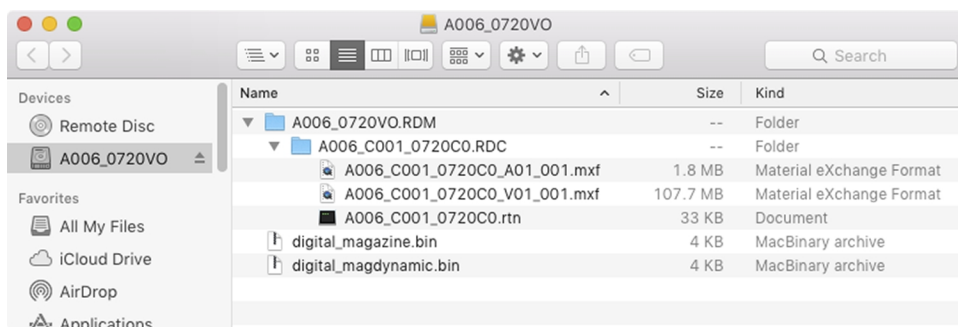 A006_0720VO
Search
Devices
Remote Disc
A006_0720VO
Favorites
All My Files
iCloud Drive
AirDrop
Applications
Name Size Kind
A006_0720VO.RDM -- Folder
A006_C001_0720C0.RDC -- Folder
A006_C001_0720C0_A01_001.mxf 1.8 MB Material eXchange Format
A006_C001_0720C0_V01_001.mxf 107.7 MB Material eXchange Format
A006_C001_0720C0.rtn 33 KB Document
digital_magazine.bin 4 KB MacBinary archive
digital_magdynamic.bin 4 KB MacBinary archive